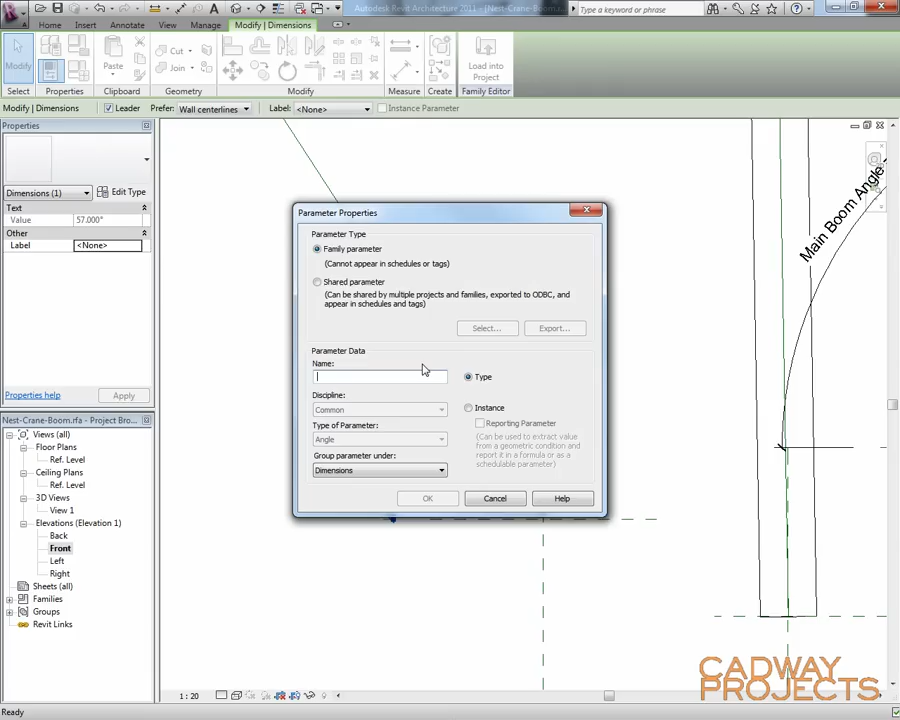 Autodesk Revit Architecture 2011 - [Nest-Crane-Boom.rfa
Type a keyword or phrase
Home Insert Annotate View Manage Modify | Dimensions
Modify
Paste
Cut
Join
Load into
Project
Select Properties Clipboard Geometry Modify Measure Create Family Editor
Modify | Dimensions Leader Prefer: Wall centerlines Label: <None> Instance Parameter
Properties
Dimensions (1) Edit Type
Text
Value 57.000°
Other
Label <None>
Properties help Apply
Nest-Crane-Boom.rfa - Project Bro...
Views (all)
Floor Plans
Ref. Level
Ceiling Plans
Ref. Level
3D Views
View 1
Elevations (Elevation 1)
Back
Front
Left
Right
Sheets (all)
Families
Groups
Revit Links
Parameter Properties
Parameter Type
Family parameter
(Cannot appear in schedules or tags)
Shared parameter
(Can be shared by multiple projects and families, exported to ODBC, and
appear in schedules and tags)
Select... Export...
Parameter Data
Name:
Type
Discipline:
Common
Instance
Reporting Parameter
Type of Parameter:
Angle
(Can be used to extract value
from a geometric condition and
report it in a formula or as a
schedulable parameter)
Group parameter under:
Dimensions
OK Cancel Help
Main Boom Angle
1 : 20
Ready
CADWAY
PROJECTS